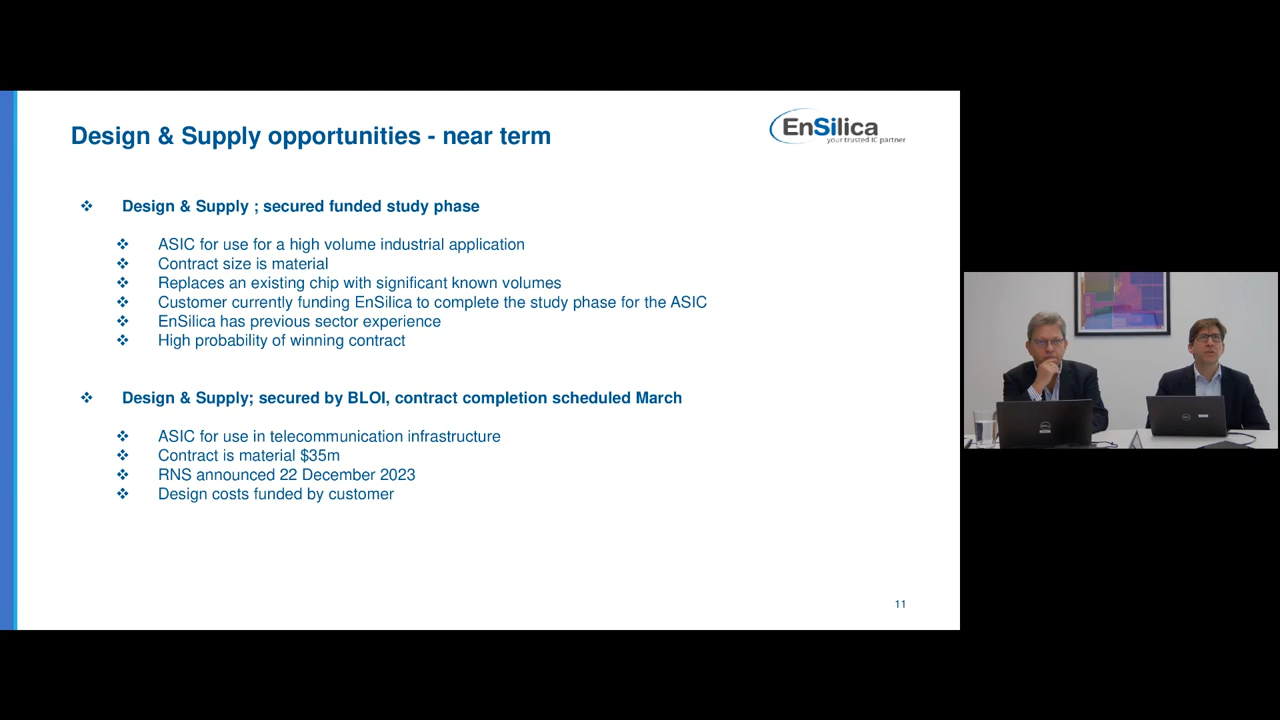 Design & Supply opportunities - near term
EnSilica
your trusted IC partner
❖ Design & Supply ; secured funded study phase
❖ ASIC for use for a high volume industrial application
❖ Contract size is material
❖ Replaces an existing chip with significant known volumes
❖ Customer currently funding EnSilica to complete the study phase for the ASIC
❖ EnSilica has previous sector experience
❖ High probability of winning contract
❖ Design & Supply; secured by BLOI, contract completion scheduled March
❖ ASIC for use in telecommunication infrastructure
❖ Contract is material $35m
❖ RNS announced 22 December 2023
❖ Design costs funded by customer
11